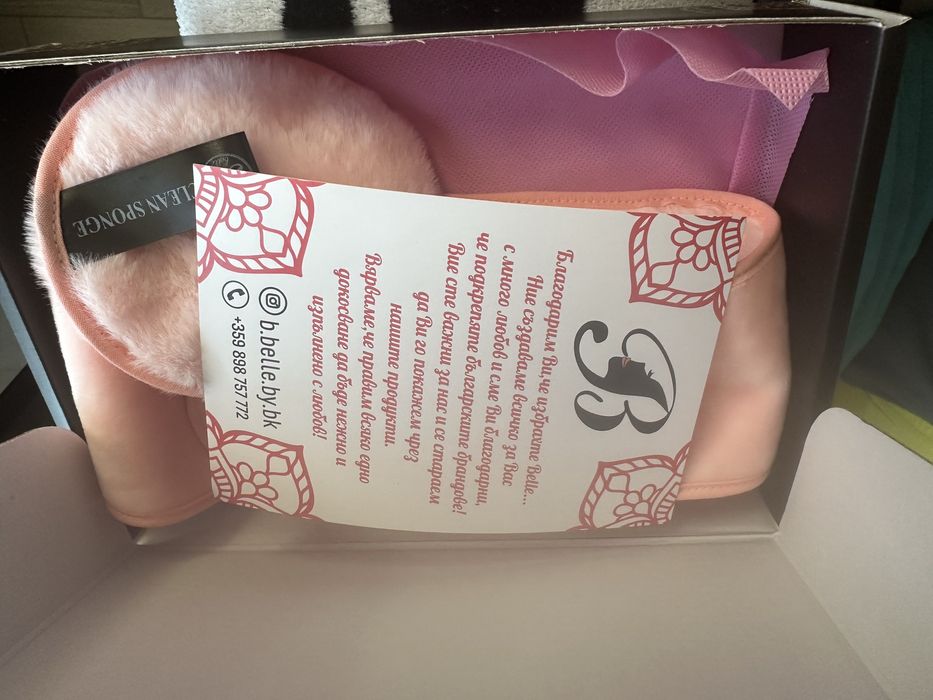 Благодарим Ви, че избрахте Belle...
Ние създаваме всичко за Вас
с много любов и сме Ви благодарни,
че подкрепяте българските брандове!
Вие сте важни за нас и се стараем
да Ви го покажем чрез
нашите продукти.
Вярваме, че правим всяко едно
докосване да бъде нежно и
изпълнено с любов!
b.belle.by.bk
+359 898 757 772
CLEAN SPONGE